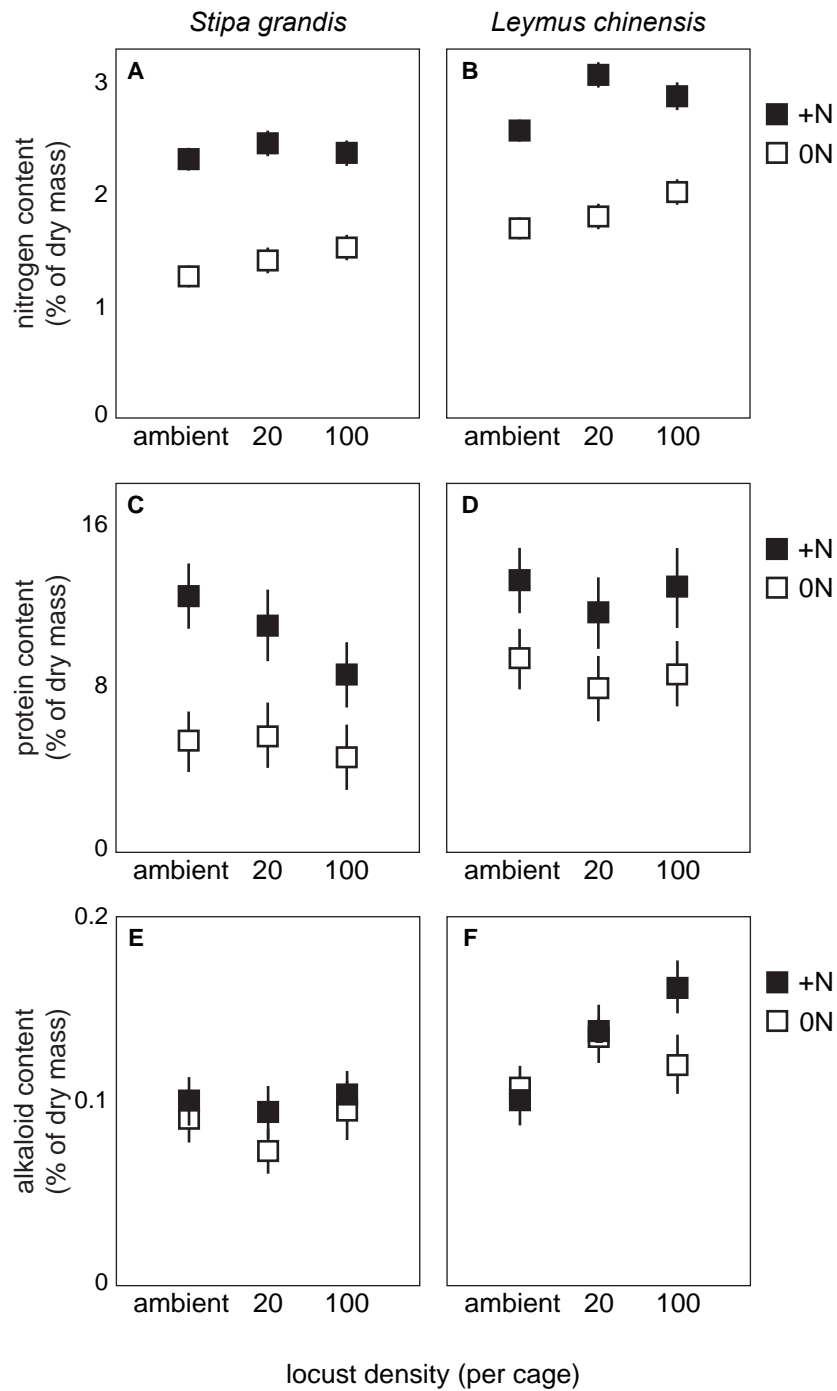 Stipa grandis Leymus chinensis
A
B
3
2
1
0
nitrogen content
(% of dry mass)
+N
0N
ambient 20 100
ambient 20 100
C
D
16
8
0
protein content
(% of dry mass)
+N
0N
ambient 20 100
ambient 20 100
E
F
0.2
0.1
0
alkaloid content
(% of dry mass)
+N
0N
ambient 20 100
ambient 20 100
locust density (per cage)